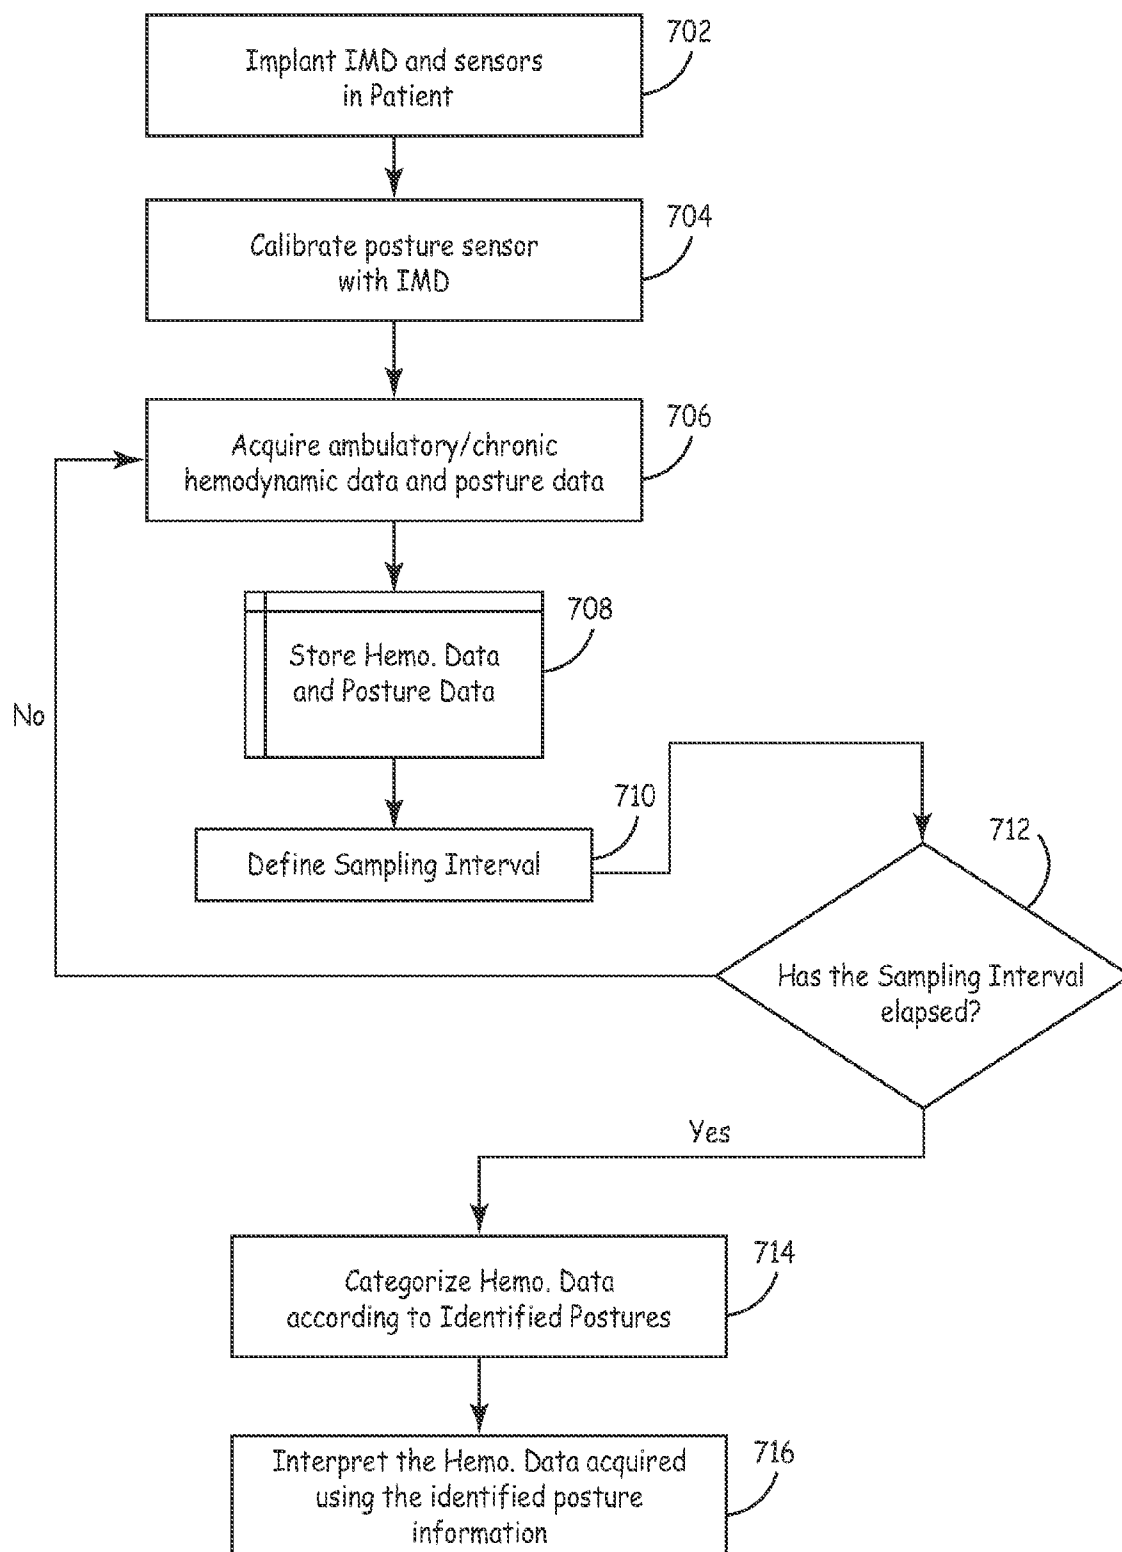 702
Implant IMD and sensors
in Patient
704
Calibrate posture sensor
with IMD
706
Acquire ambulatory/chronic
hemodynamic data and posture data
708
Store Hemo. Data
and Posture Data
No
710
Define Sampling Interval
712
Has the Sampling Interval
elapsed?
Yes
714
Categorize Hemo. Data
according to Identified Postures
716
Interpret the Hemo. Data acquired
using the identified posture
information